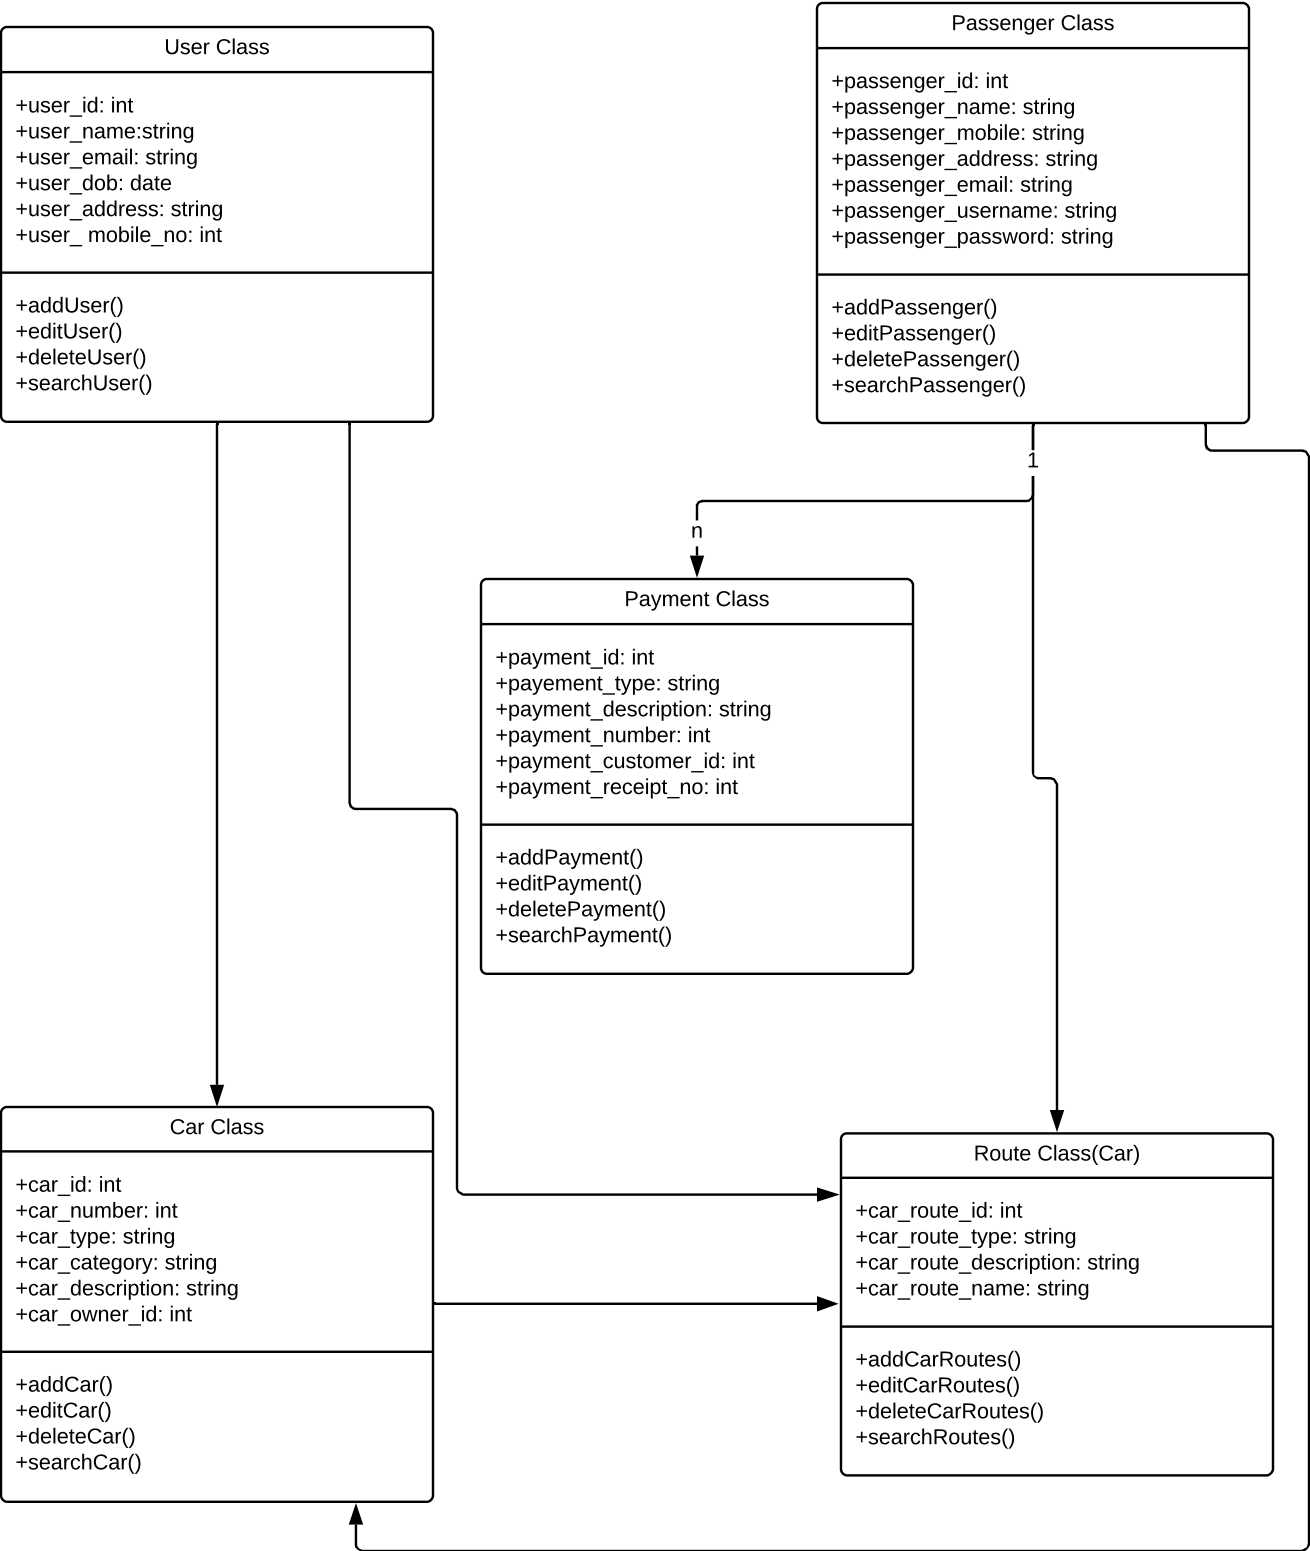 User Class
+user_id: int
+user_name:string
+user_email: string
+user_dob: date
+user_address: string
+user_ mobile_no: int
+addUser()
+editUser()
+deleteUser()
+searchUser()
Passenger Class
+passenger_id: int
+passenger_name: string
+passenger_mobile: string
+passenger_address: string
+passenger_email: string
+passenger_username: string
+passenger_password: string
+addPassenger()
+editPassenger()
+deletePassenger()
+searchPassenger()
1
n
Payment Class
+payment_id: int
+payement_type: string
+payment_description: string
+payment_number: int
+payment_customer_id: int
+payment_receipt_no: int
+addPayment()
+editPayment()
+deletePayment()
+searchPayment()
Car Class
+car_id: int
+car_number: int
+car_type: string
+car_category: string
+car_description: string
+car_owner_id: int
+addCar()
+editCar()
+deleteCar()
+searchCar()
Route Class(Car)
+car_route_id: int
+car_route_type: string
+car_route_description: string
+car_route_name: string
+addCarRoutes()
+editCarRoutes()
+deleteCarRoutes()
+searchRoutes()